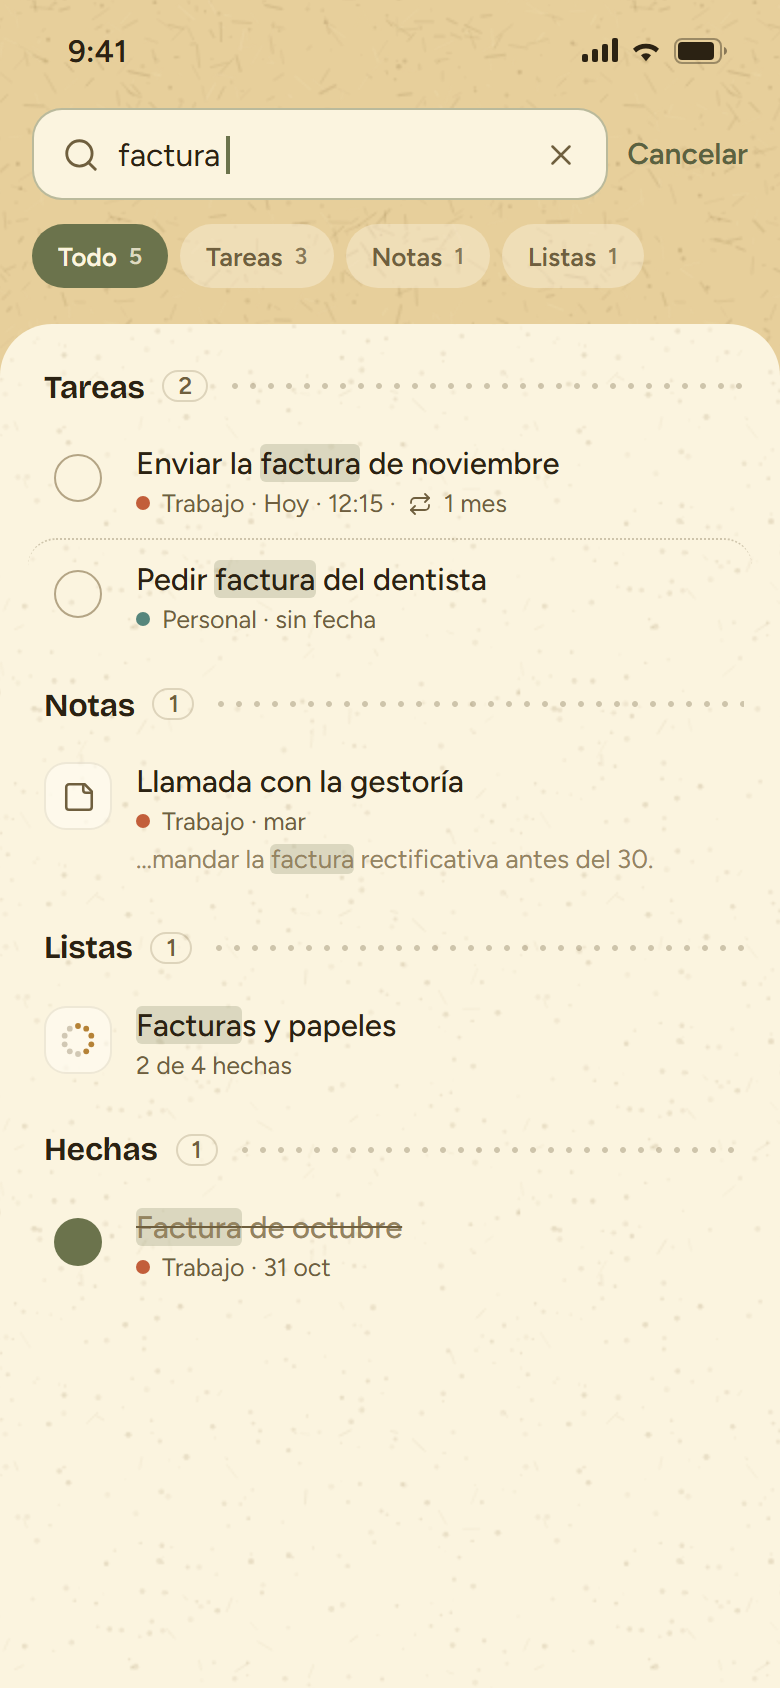 9:41
factura
Cancelar
Todo 5
Tareas 3
Notas 1
Listas 1
Tareas 2
Enviar la factura de noviembre
Trabajo · Hoy · 12:15 · 1 mes
Pedir factura del dentista
Personal · sin fecha
Notas 1
Llamada con la gestoría
Trabajo · mar
...mandar la factura rectificativa antes del 30.
Listas 1
Facturas y papeles
2 de 4 hechas
Hechas 1
Factura de octubre
Trabajo · 31 oct